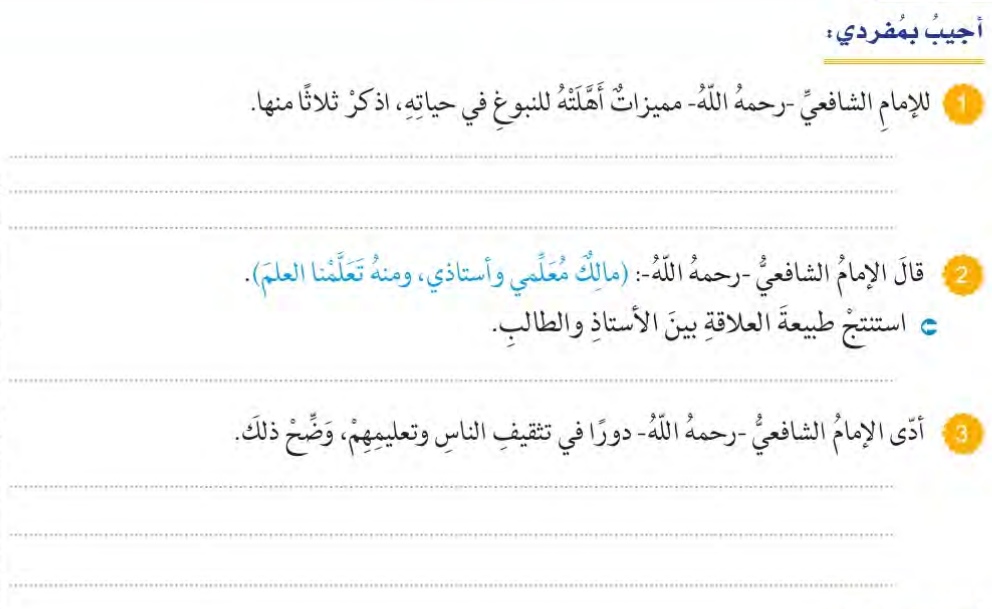 أجيبُ بمُفردي:
1 للإمامِ الشافعيِّ -رحمهُ اللّهُ- مميزاتٌ أَهَّلَتْهُ للنبوغِ في حياتِهِ، اذكرْ ثلاثًا منها.
2 قالَ الإمامُ الشافعيُّ -رحمهُ اللّهُ-: (مالِكٌ مُعَلِّمي وأستاذي، ومنهُ تَعَلَّمْنا العلمَ).
استنتجْ طبيعةَ العلاقةِ بينَ الأستاذِ والطالبِ.
3 أدّى الإمامُ الشافعيُّ -رحمهُ اللّهُ- دورًا في تثقيفِ الناسِ وتعليمِهِمْ، وَضِّحْ ذلكَ.